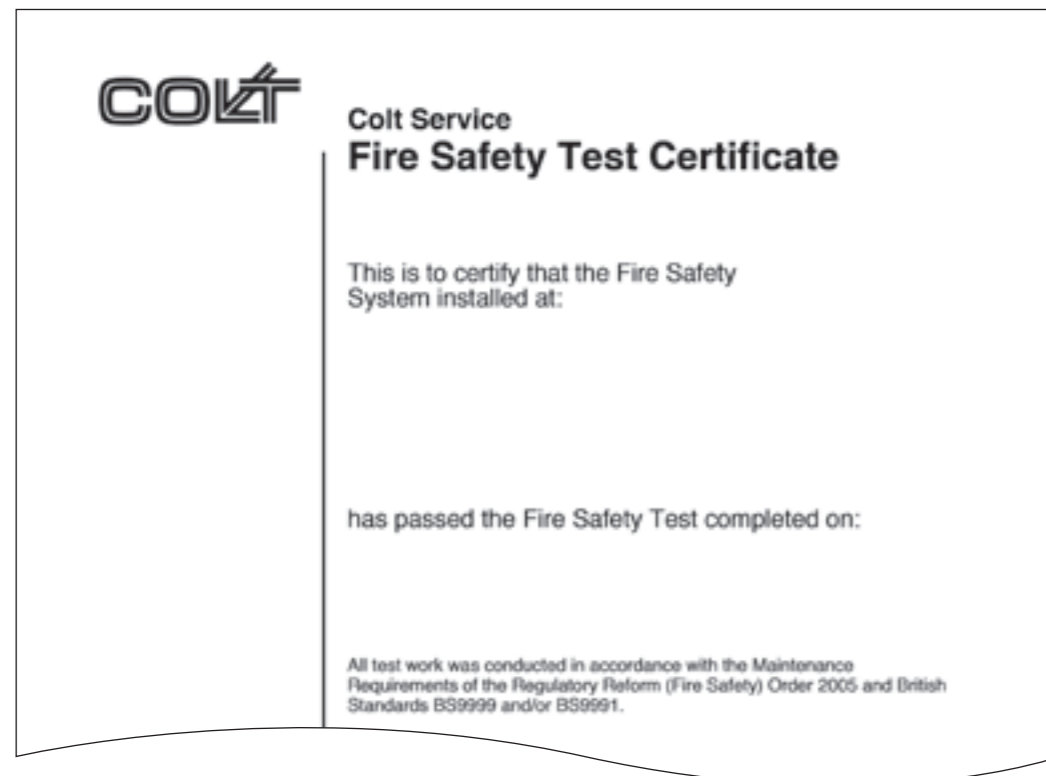 COLT
Colt Service
Fire Safety Test Certificate
This is to certify that the Fire Safety
System installed at:
has passed the Fire Safety Test completed on:
All test work was conducted in accordance with the Maintenance
Requirements of the Regulatory Reform (Fire Safety) Order 2005 and British
Standards BS9999 and/or BS9991.